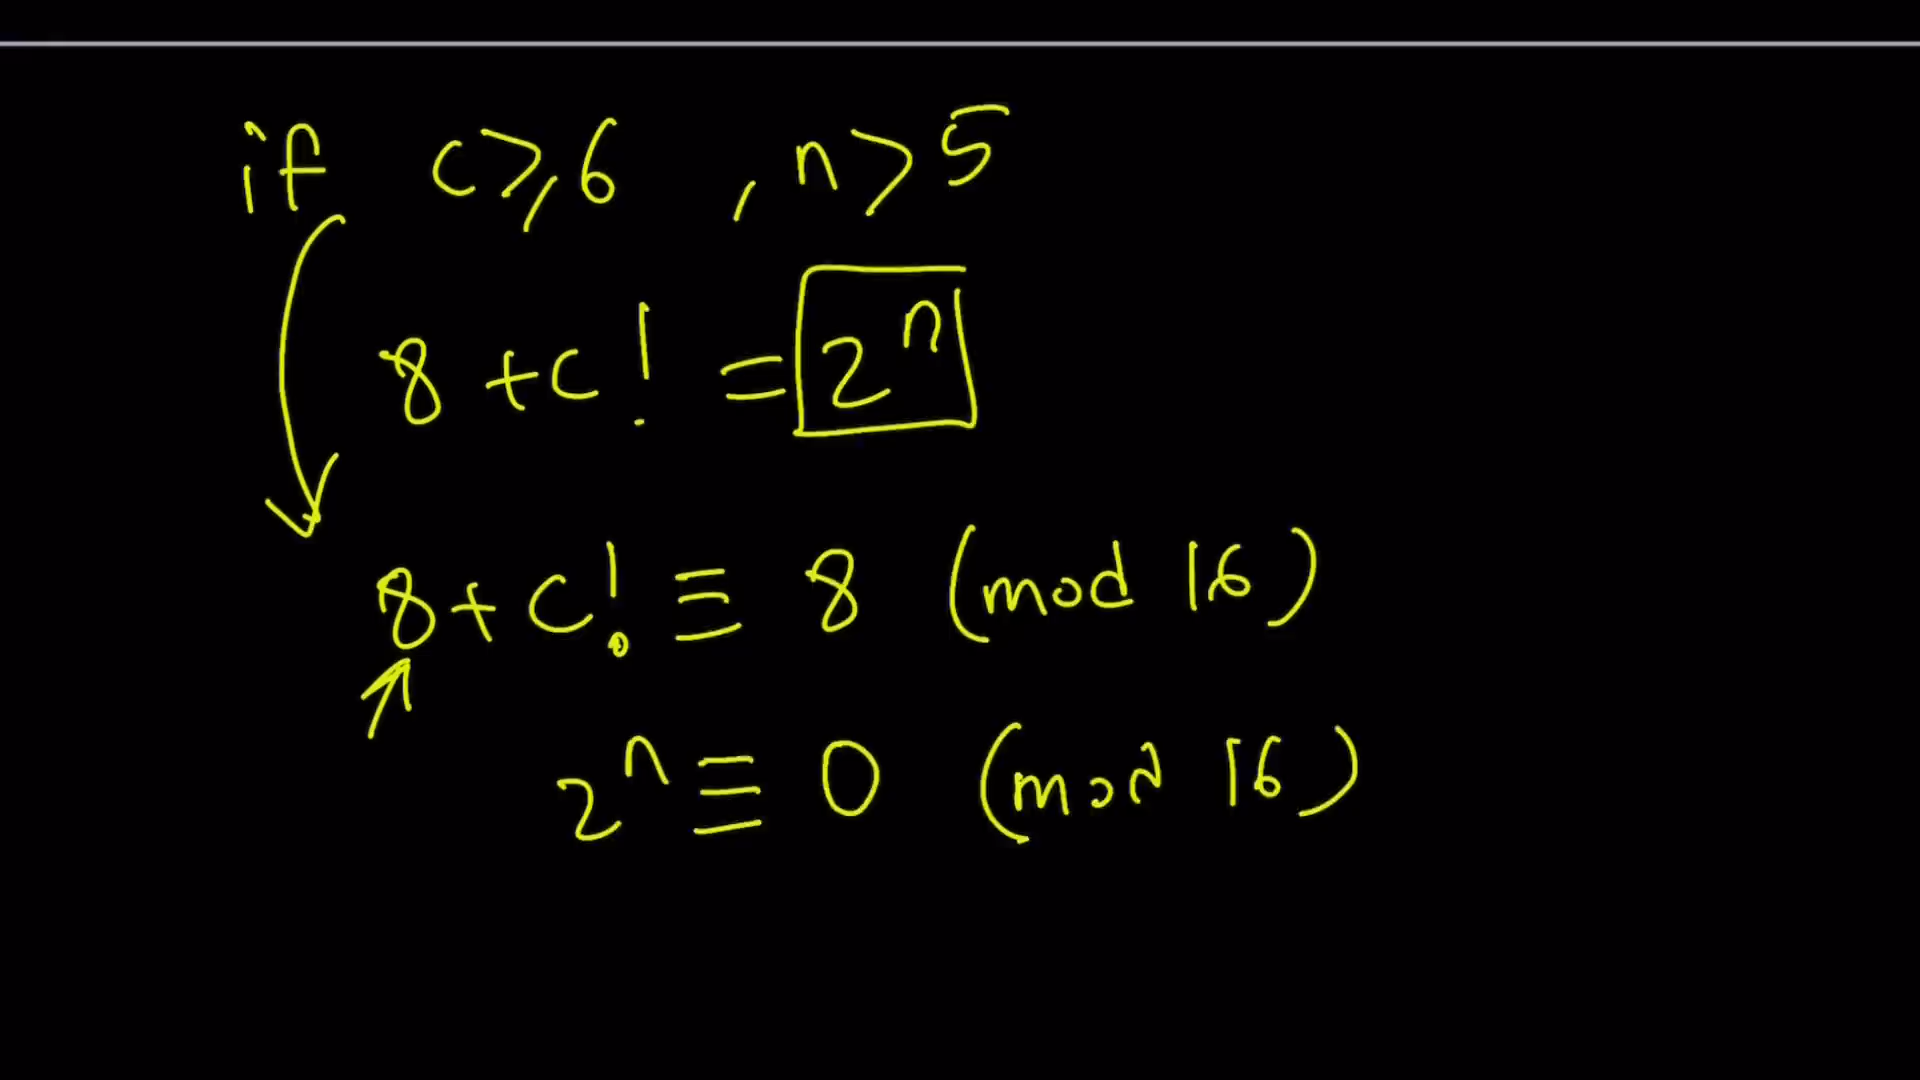 if c ≥ 6 , n > 5
8 + c! = 2ⁿ
8 + c! ≡ 8 (mod 16)
2ⁿ ≡ 0 (mod 16)